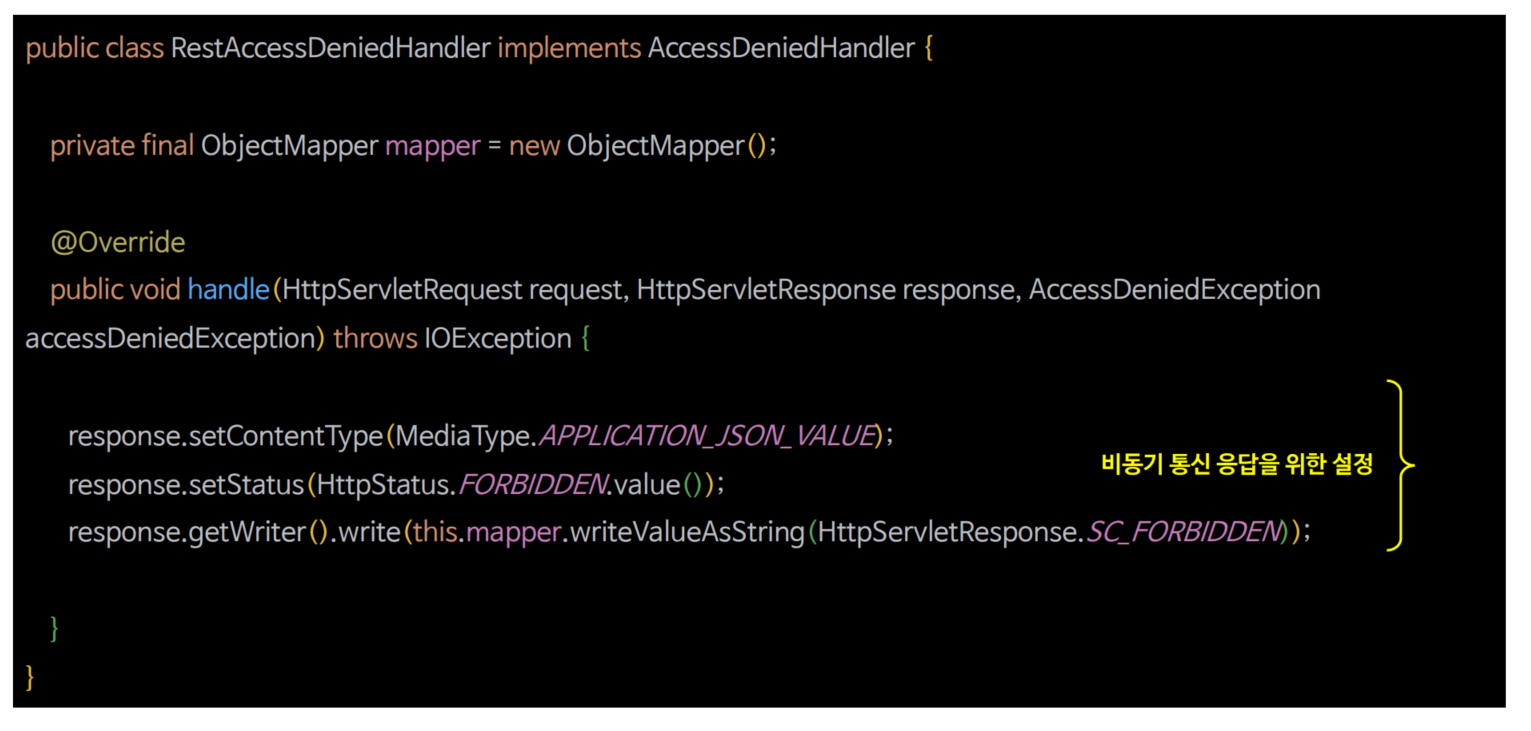 public class RestAccessDeniedHandler implements AccessDeniedHandler {
private final ObjectMapper mapper = new ObjectMapper();
@Override
public void handle(HttpServletRequest request, HttpServletResponse response, AccessDeniedException
accessDeniedException) throws IOException {
response.setContentType(MediaType.APPLICATION_JSON_VALUE);
비동기 통신 응답을 위한 설정
response.setStatus(HttpStatus.FORBIDDEN.value());
response.getWriter().write(this.mapper.writeValueAsString(HttpServletResponse.SC_FORBIDDEN));
}
}